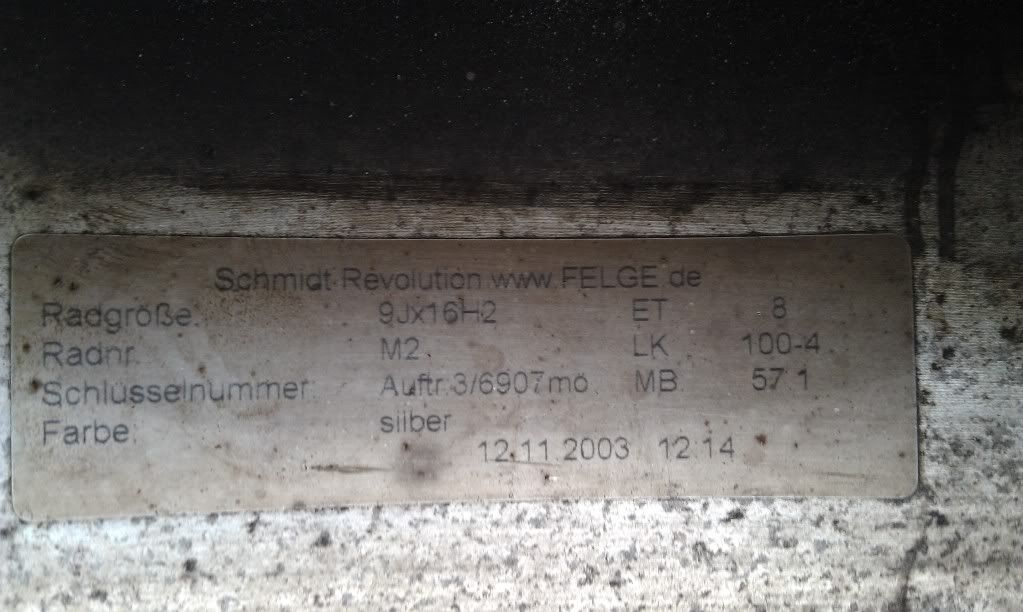 Schmidt Revolution www.FELGE.de
Radgröße: 9Jx16H2 ET 8
Radnr. M2 LK 100-4
Schlüsselnummer: Auftr.3/6907mo MB 57.1
Farbe: silber
12.11.2003 12:14